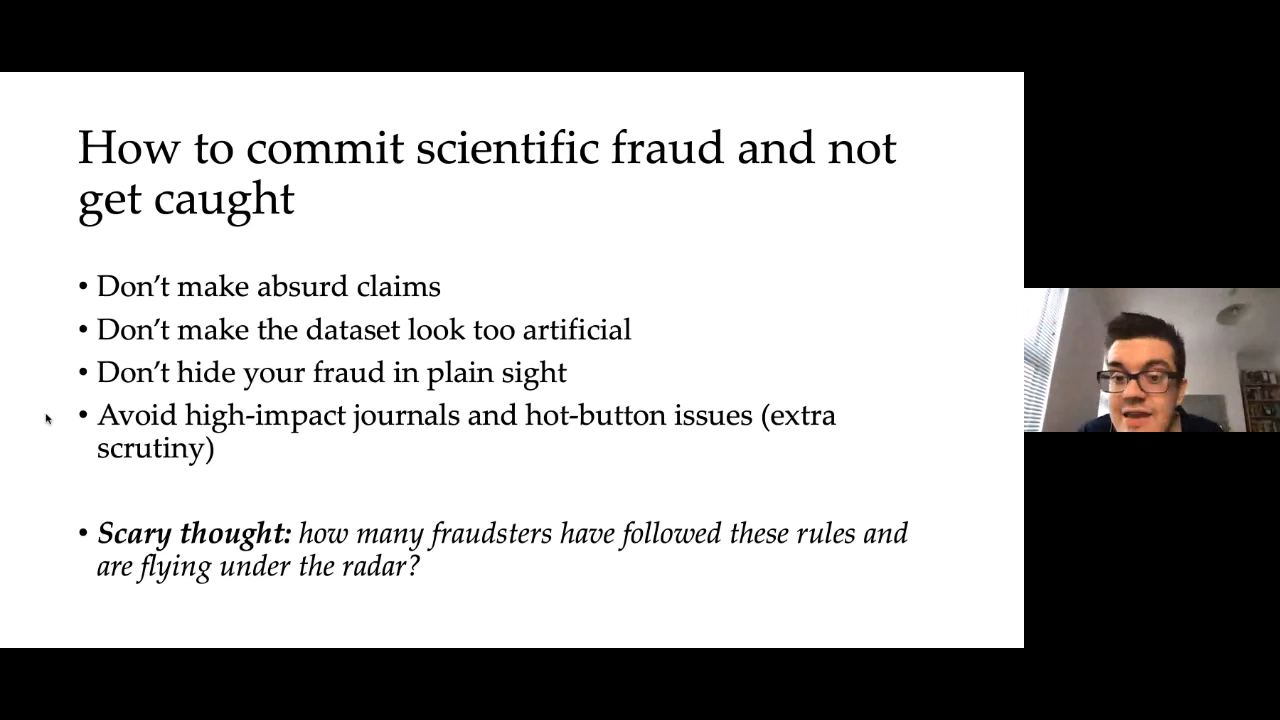 How to commit scientific fraud and not
get caught
• Don’t make absurd claims
• Don’t make the dataset look too artificial
• Don’t hide your fraud in plain sight
• Avoid high-impact journals and hot-button issues (extra
scrutiny)
• Scary thought: how many fraudsters have followed these rules and
are flying under the radar?